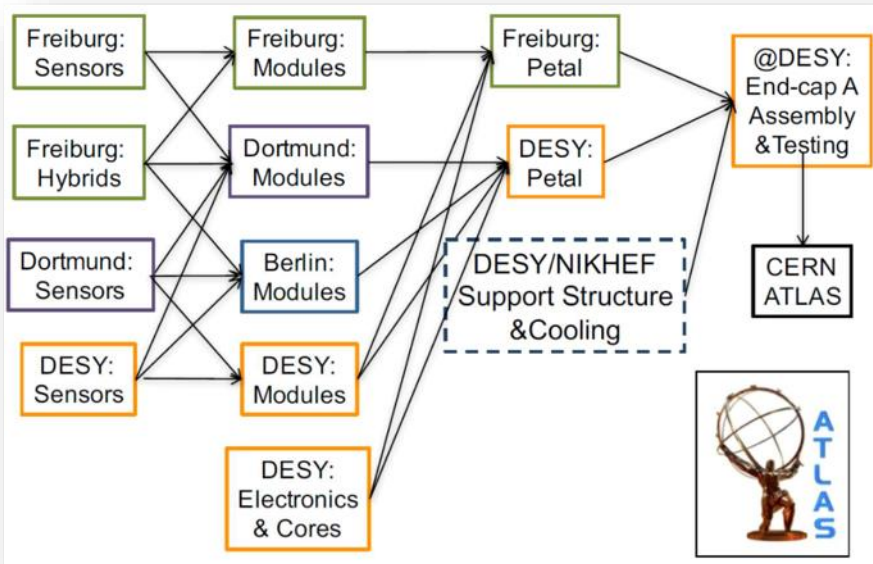 Freiburg:
Sensors
Freiburg:
Modules
Freiburg:
Petal
@DESY:
End-cap A
Assembly
&Testing
Freiburg:
Hybrids
Dortmund:
Modules
DESY:
Petal
Dortmund:
Sensors
Berlin:
Modules
DESY/NIKHEF
Support Structure
&Cooling
CERN
ATLAS
DESY:
Sensors
DESY:
Modules
DESY:
Electronics
& Cores
ATLAS